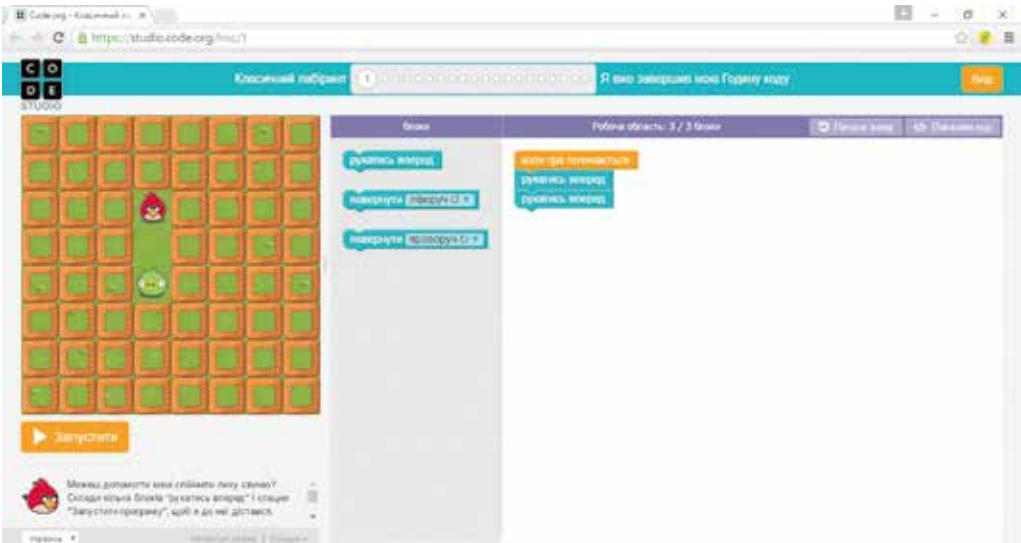 Code.org - Класичний
https://studio.code.org/hoc/1
CODE
STUDIO
Класичний лабіринт
1
Я вже завершив мою Годину коду
Вхід
блоки
Робоча область: 3 / 3 блоки
Почати знову
Показати код
рухатись вперед
повернути ліворуч
повернути праворуч
коли гра починається
рухатись вперед
рухатись вперед
Запустити
Можеш допомогти мені спіймати люту свиню?
Склади кілька блоків "рухатись вперед" і клацни
"Запустити програму", щоб я до неї дістався.